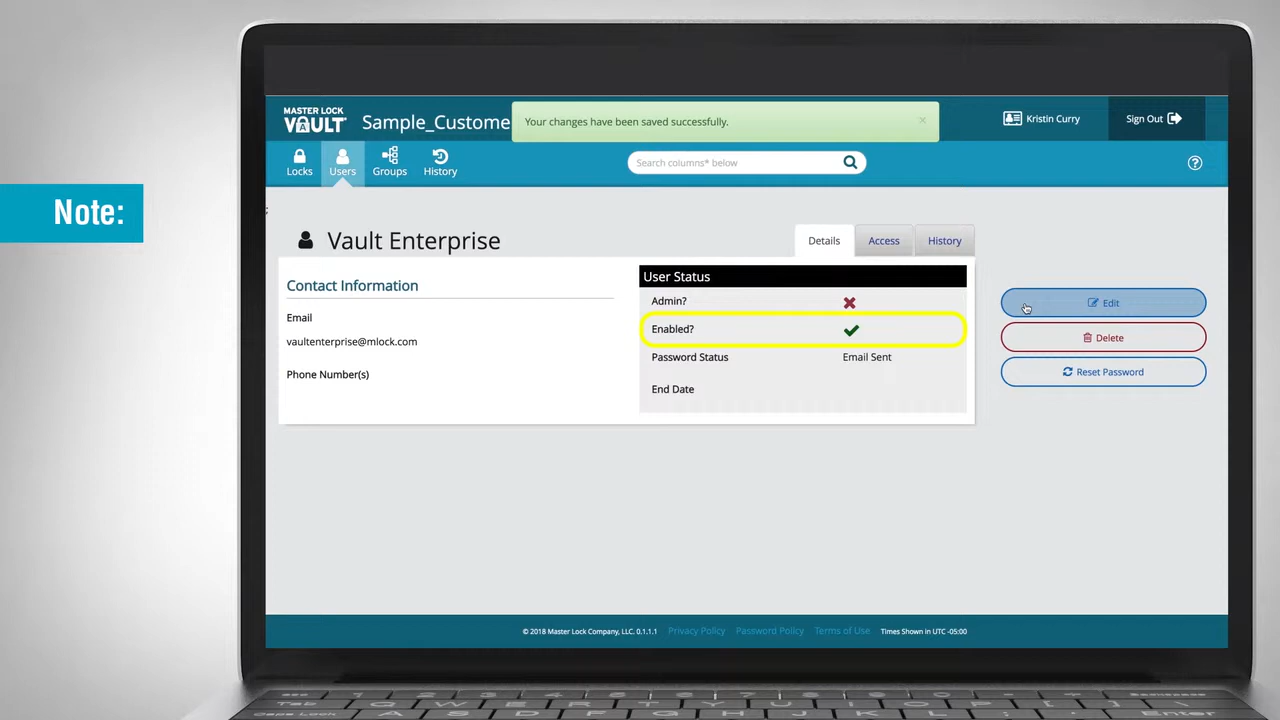 MASTER LOCK
VAULT
Sample_Custome
Your changes have been saved successfully.
×
Kristin Curry
Sign Out
Locks
Users
Groups
History
Search columns* below
?
Note:
;
Vault Enterprise
Details
Access
History
Contact Information
Email
vaultenterprise@mlock.com
Phone Number(s)
User Status
Admin?
Enabled?
Password Status
Email Sent
End Date
Edit
Delete
Reset Password
© 2018 Master Lock Company, LLC. 0.1.1.1
Privacy Policy
Password Policy
Terms of Use
Times Shown in UTC -05:00